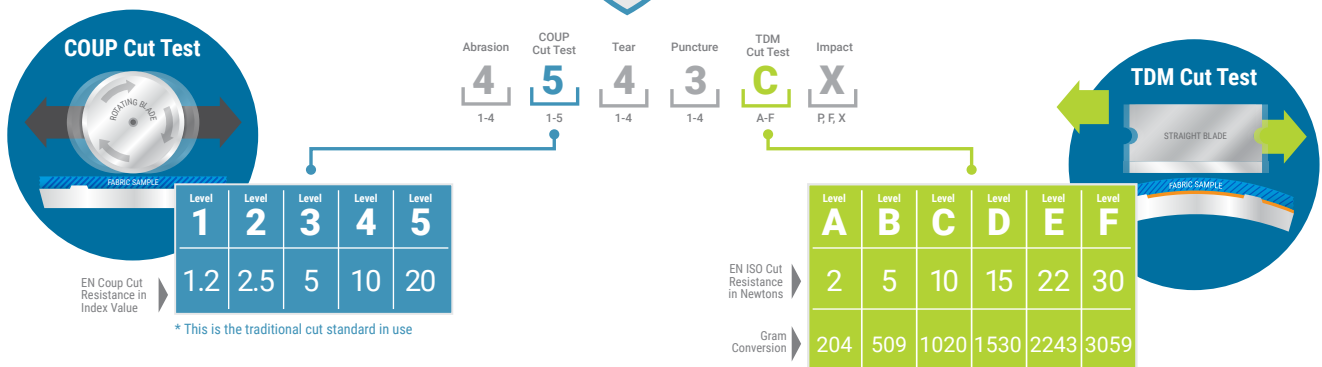 COUP Cut Test
ROTATING BLADE
FABRIC SAMPLE
Abrasion
4
1-4
COUP
Cut Test
5
1-5
Tear
4
1-4
Puncture
3
1-4
TDM
Cut Test
C
A-F
Impact
X
P, F, X
TDM Cut Test
STRAIGHT BLADE
FABRIC SAMPLE
Level Level Level Level Level
1 2 3 4 5
EN Coup Cut
Resistance in
Index Value
1.2 2.5 5 10 20
* This is the traditional cut standard in use
Level Level Level Level Level Level
A B C D E F
EN ISO Cut
Resistance
in Newtons
2 5 10 15 22 30
Gram
Conversion
204 509 1020 1530 2243 3059